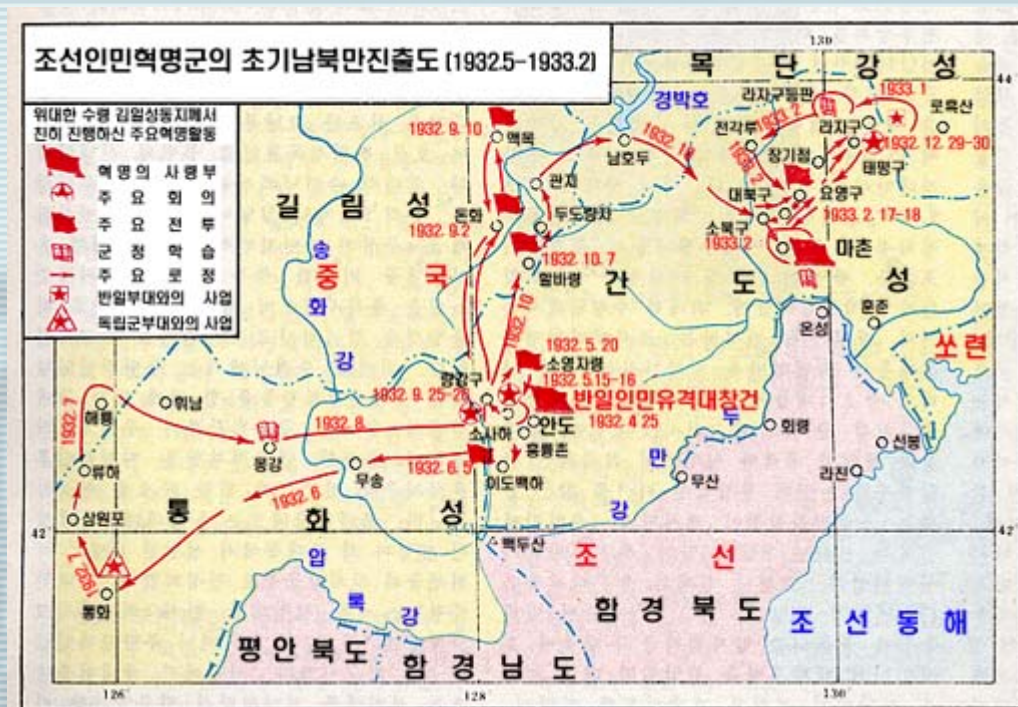 조선인민혁명군의 초기남북만진출도 (1932.5-1933.2)
위대한 수령 김일성동지께서
친히 진행하신 주요혁명활동
혁명의 사령부
주요 회의
주요 전투
군정 학습
주요 로정
반일부대와의 사업
독립군부대와의 사업
130
44
목단강성
경박호
라자구등판
1933. 1
로흑산
1933. 2
전각루
라자구
1932. 12. 29-30
1932. 9. 10
액목
남호두
장기점
태평구
관지
대북구
요영구
길림성
돈화
두도량차
소북구
1933. 2. 17-18
1932. 9.2
1933.2
마촌
송화강
중국
1932. 10. 7
할바령
간도성
온성
훈춘
1932. 10
쏘련
1932. 5. 20
소영자령
량강구
1932. 5.15-16
반일인민유격대창건
1932. 4 25
1932. 7
해룡
휘남
1932. 8.
소사하
안도
흥륭촌
두만강
회령
선봉
몽강
류하
무송
1932. 6. 5
이도백하
무산
라진
1932. 6
42
삼원포
통화성
백두산
조선
1932. 7
통화
압록강
함경북도
조선동해
평안북도
함경남도
126
128
130